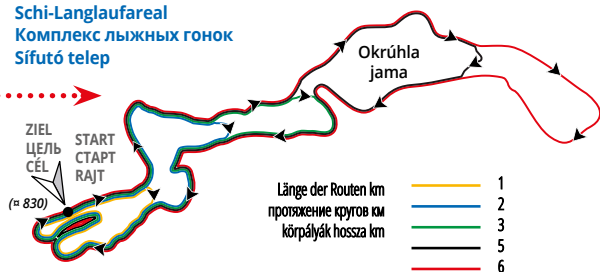 Schi-Langlaufareal
Комплекс лыжных гонок
Sífutó telep
Okrúhla
jama
ZIEL
ЦЕЛЬ
CÉL
START
СТАРТ
RAJT
(¤ 830)
Länge der Routen km
протяжение кругов км
körpályák hossza km
1
2
3
5
6